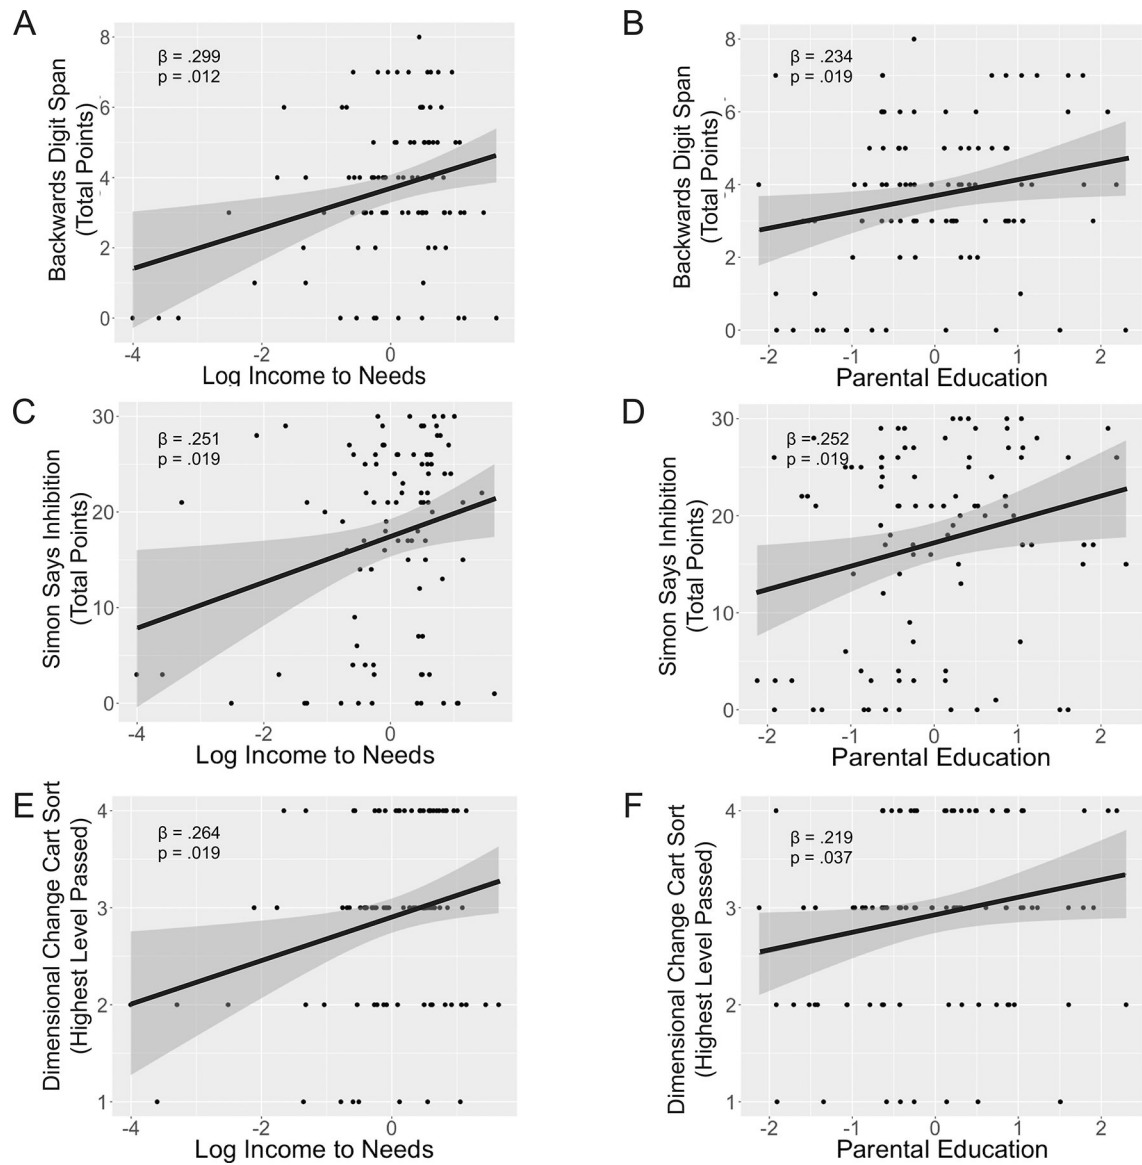 A
β = .299
p = .012
Backwards Digit Span
(Total Points)
8
6
4
2
0
-4
-2
0
Log Income to Needs
B
β = .234
p = .019
Backwards Digit Span
(Total Points)
8
6
4
2
0
-2
-1
0
1
2
Parental Education
C
β = .251
p = .019
Simon Says Inhibition
(Total Points)
30
20
10
0
-4
-2
0
Log Income to Needs
D
β = .252
p = .019
Simon Says Inhibition
(Total Points)
30
20
10
0
-2
-1
0
1
2
Parental Education
E
β = .264
p = .019
Dimensional Change Cart Sort
(Highest Level Passed)
4
3
2
1
-4
-2
0
Log Income to Needs
F
β = .219
p = .037
Dimensional Change Cart Sort
(Highest Level Passed)
4
3
2
1
-2
-1
0
1
2
Parental Education